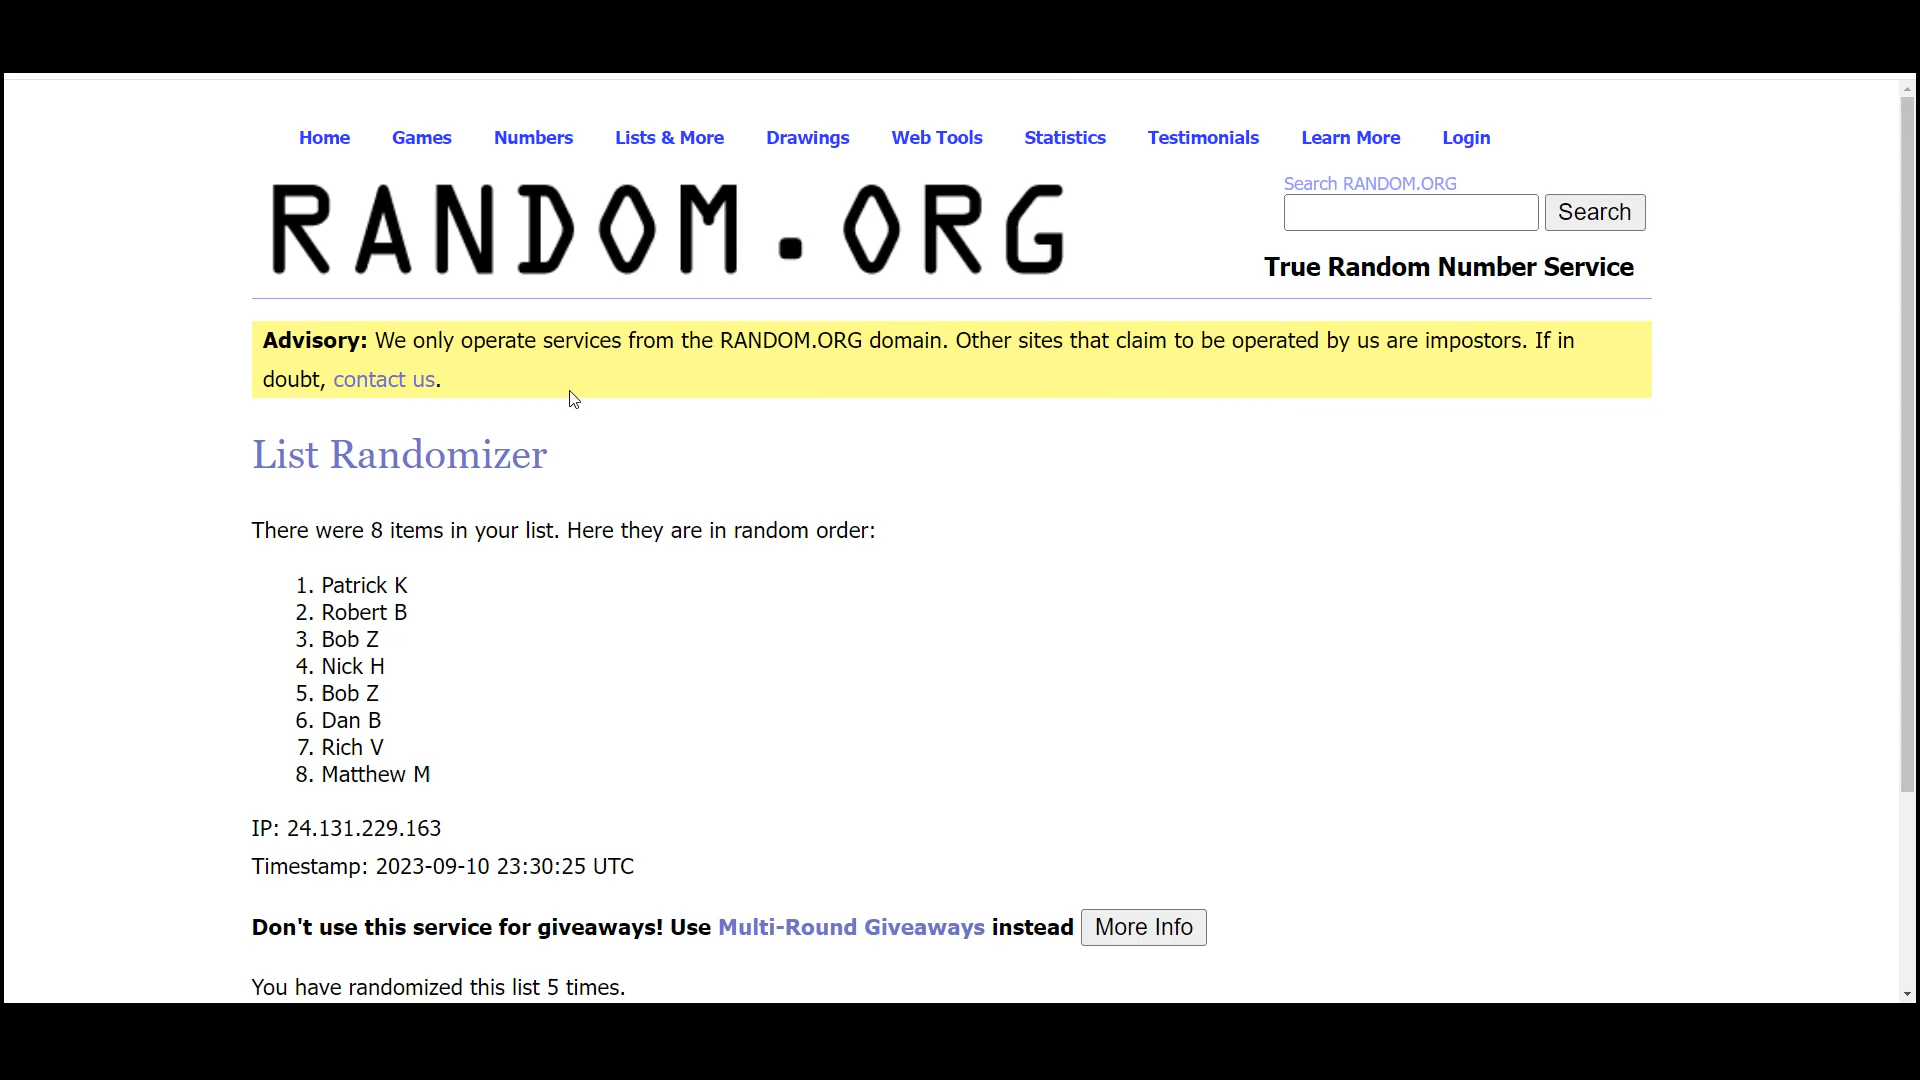 Home Games Numbers Lists & More Drawings Web Tools Statistics Testimonials Learn More Login
RANDOM.ORG
Search RANDOM.ORG
Search
True Random Number Service
Advisory: We only operate services from the RANDOM.ORG domain. Other sites that claim to be operated by us are impostors. If in
doubt, contact us.
List Randomizer
There were 8 items in your list. Here they are in random order:
1. Patrick K
2. Robert B
3. Bob Z
4. Nick H
5. Bob Z
6. Dan B
7. Rich V
8. Matthew M
IP: 24.131.229.163
Timestamp: 2023-09-10 23:30:25 UTC
Don't use this service for giveaways! Use Multi-Round Giveaways instead More Info
You have randomized this list 5 times.